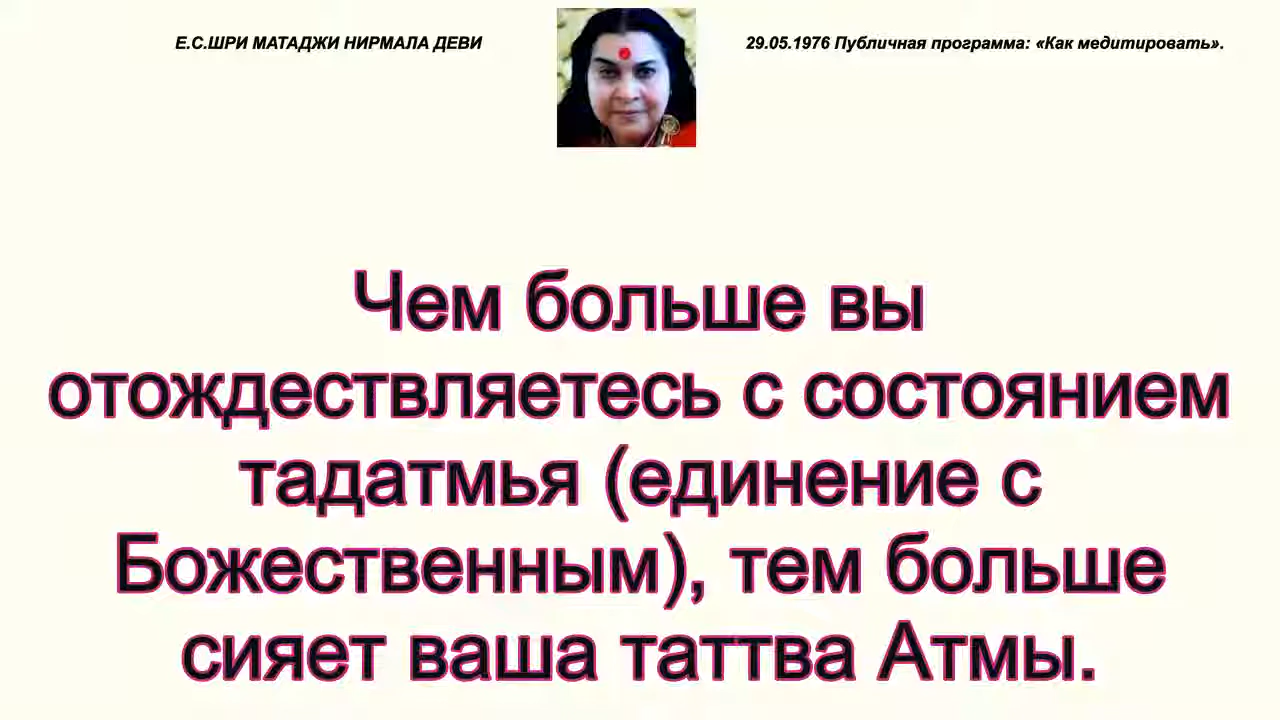 Е.С.ШРИ МАТАДЖИ НИРМАЛА ДЕВИ
29.05.1976 Публичная программа: «Как медитировать».
Чем больше вы
отождествляетесь с состоянием
тадатмья (единение с
Божественным), тем больше
сияет ваша таттва Атмы.